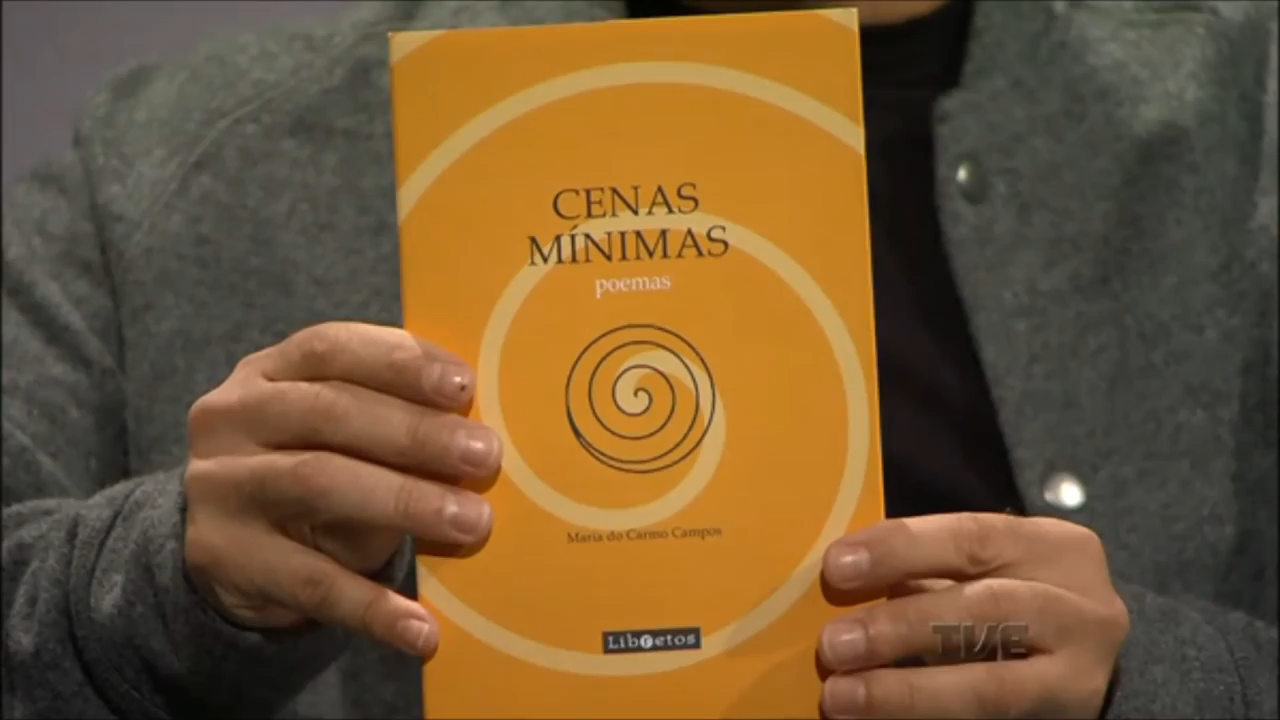 CENAS
MÍNIMAS
poemas
Maria do Carmo Campos
Libretos
TVE